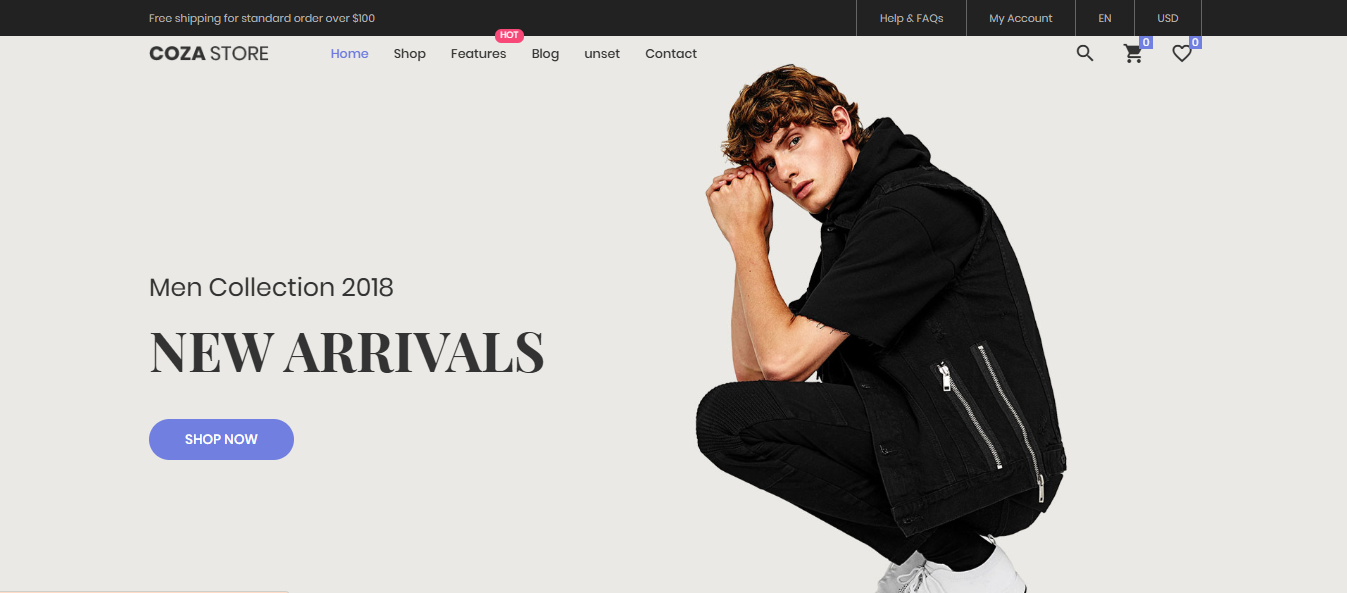 Free shipping for standard order over $100
Help & FAQs
My Account
EN
USD
COZA STORE
Home
Shop
Features
HOT
Blog
unset
Contact
0
0
Men Collection 2018
NEW ARRIVALS
SHOP NOW